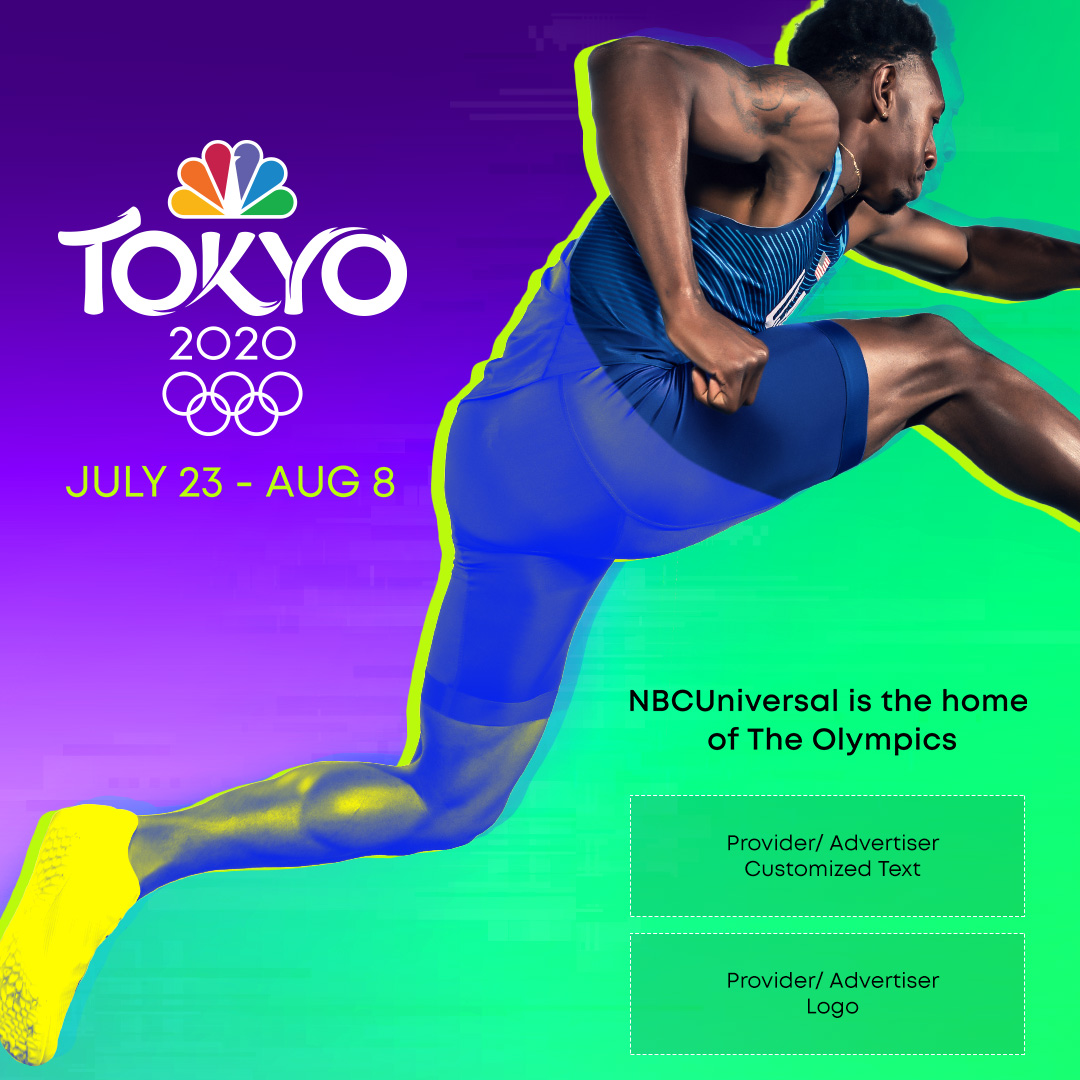 TOKYO
2020
JULY 23 - AUG 8
NBCUniversal is the home
of The Olympics
Provider/ Advertiser
Customized Text
Provider/ Advertiser
Logo